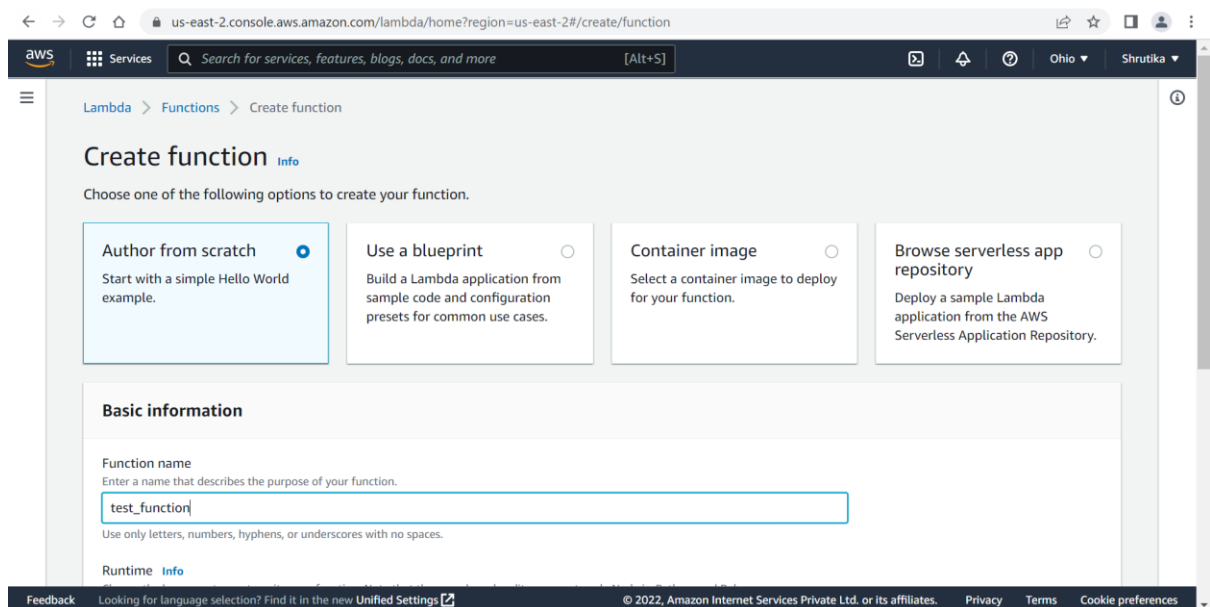 us-east-2.console.aws.amazon.com/lambda/home?region=us-east-2#/create/function
aws Services Search for services, features, blogs, docs, and more [Alt+S] Ohio Shrutika
Lambda > Functions > Create function
Create function Info
Choose one of the following options to create your function.
Author from scratch
Start with a simple Hello World
example.
Use a blueprint
Build a Lambda application from
sample code and configuration
presets for common use cases.
Container image
Select a container image to deploy
for your function.
Browse serverless app
repository
Deploy a sample Lambda
application from the AWS
Serverless Application Repository.
Basic information
Function name
Enter a name that describes the purpose of your function.
test_function
Use only letters, numbers, hyphens, or underscores with no spaces.
Runtime Info
Feedback Looking for language selection? Find it in the new Unified Settings © 2022, Amazon Internet Services Private Ltd. or its affiliates. Privacy Terms Cookie preferences